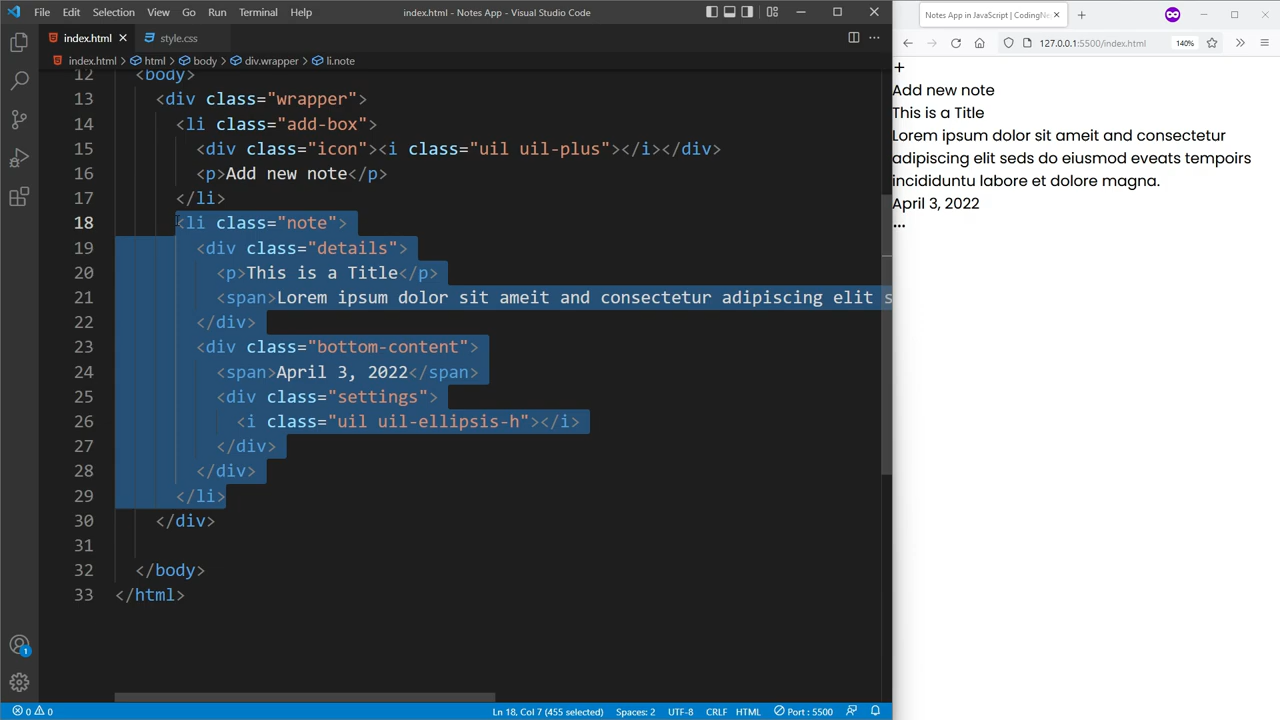 File Edit Selection View Go Run Terminal Help
index.html - Notes App - Visual Studio Code
index.html
style.css
index.html > html > body > div.wrapper > li.note
12 <body>
13 <div class="wrapper">
14 <li class="add-box">
15 <div class="icon"><i class="uil uil-plus"></i></div>
16 <p>Add new note</p>
17 </li>
18 <li class="note">
19 <div class="details">
20 <p>This is a Title</p>
21 <span>Lorem ipsum dolor sit ameit and consectetur adipiscing elit s
22 </div>
23 <div class="bottom-content">
24 <span>April 3, 2022</span>
25 <div class="settings">
26 <i class="uil uil-ellipsis-h"></i>
27 </div>
28 </div>
29 </li>
30 </div>
31
32 </body>
33 </html>
1
0 0
Ln 18, Col 7 (455 selected)
Spaces: 2
UTF-8
CRLF
HTML
Port : 5500
Notes App in JavaScript | CodingNe
127.0.0.1:5500/index.html
140%
+
Add new note
This is a Title
Lorem ipsum dolor sit ameit and consectetur
adipiscing elit seds do eiusmod eveats tempoirs
incididuntu labore et dolore magna.
April 3, 2022
...